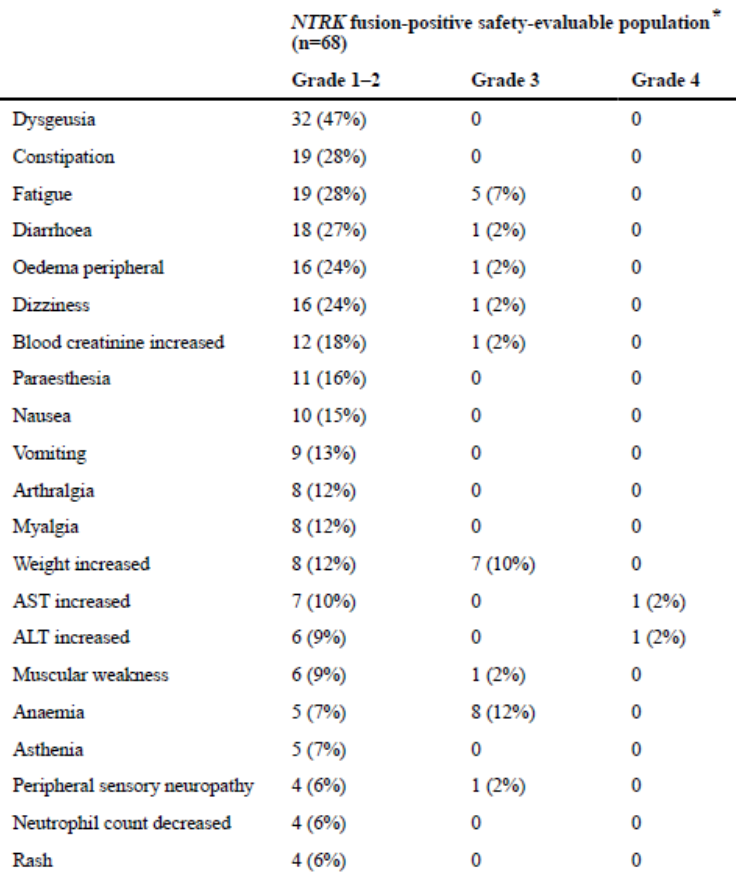 NTRK fusion-positive safety-evaluable population*
(n=68)
Grade 1–2 Grade 3 Grade 4
Dysgeusia 32 (47%) 0 0
Constipation 19 (28%) 0 0
Fatigue 19 (28%) 5 (7%) 0
Diarrhoea 18 (27%) 1 (2%) 0
Oedema peripheral 16 (24%) 1 (2%) 0
Dizziness 16 (24%) 1 (2%) 0
Blood creatinine increased 12 (18%) 1 (2%) 0
Paraesthesia 11 (16%) 0 0
Nausea 10 (15%) 0 0
Vomiting 9 (13%) 0 0
Arthralgia 8 (12%) 0 0
Myalgia 8 (12%) 0 0
Weight increased 8 (12%) 7 (10%) 0
AST increased 7 (10%) 0 1 (2%)
ALT increased 6 (9%) 0 1 (2%)
Muscular weakness 6 (9%) 1 (2%) 0
Anaemia 5 (7%) 8 (12%) 0
Asthenia 5 (7%) 0 0
Peripheral sensory neuropathy 4 (6%) 1 (2%) 0
Neutrophil count decreased 4 (6%) 0 0
Rash 4 (6%) 0 0